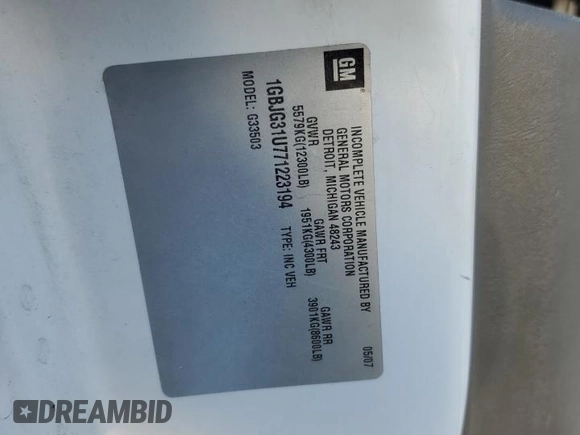 GM
INCOMPLETE VEHICLE MANUFACTURED BY
GENERAL MOTORS CORPORATION
DETROIT, MICHIGAN 48243
05/07
GVWR GAWR FRT GAWR RR
5579KG(12300LB) 1951KG(4300LB) 3901KG(8600LB)
1GBJG31U771223194 TYPE: INC VEH
MODEL: G33503
DREAMBID